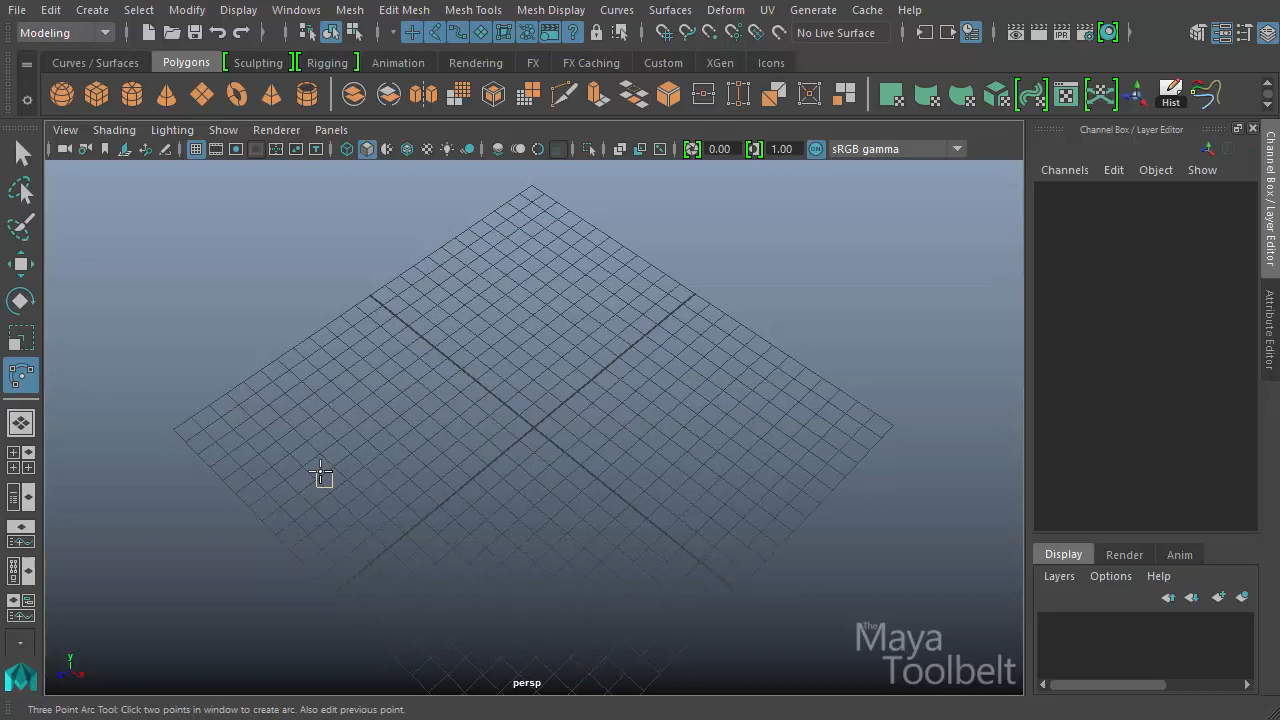 File Edit Create Select Modify Display Windows Mesh Edit Mesh Mesh Tools Mesh Display Curves Surfaces Deform UV Generate Cache Help
Modeling No Live Surface
Curves / Surfaces Polygons Sculpting Rigging Animation Rendering FX FX Caching Custom XGen Icons
Hist
View Shading Lighting Show Renderer Panels
0.00 1.00 ON sRGB gamma
Channel Box / Layer Editor
Channels Edit Object Show
Channel Box / Layer Editor
Attribute Editor
Display Render Anim
Layers Options Help
The
Maya
Toolbelt
y
x
persp
Three Point Arc Tool: Click two points in window to create arc. Also edit previous point.